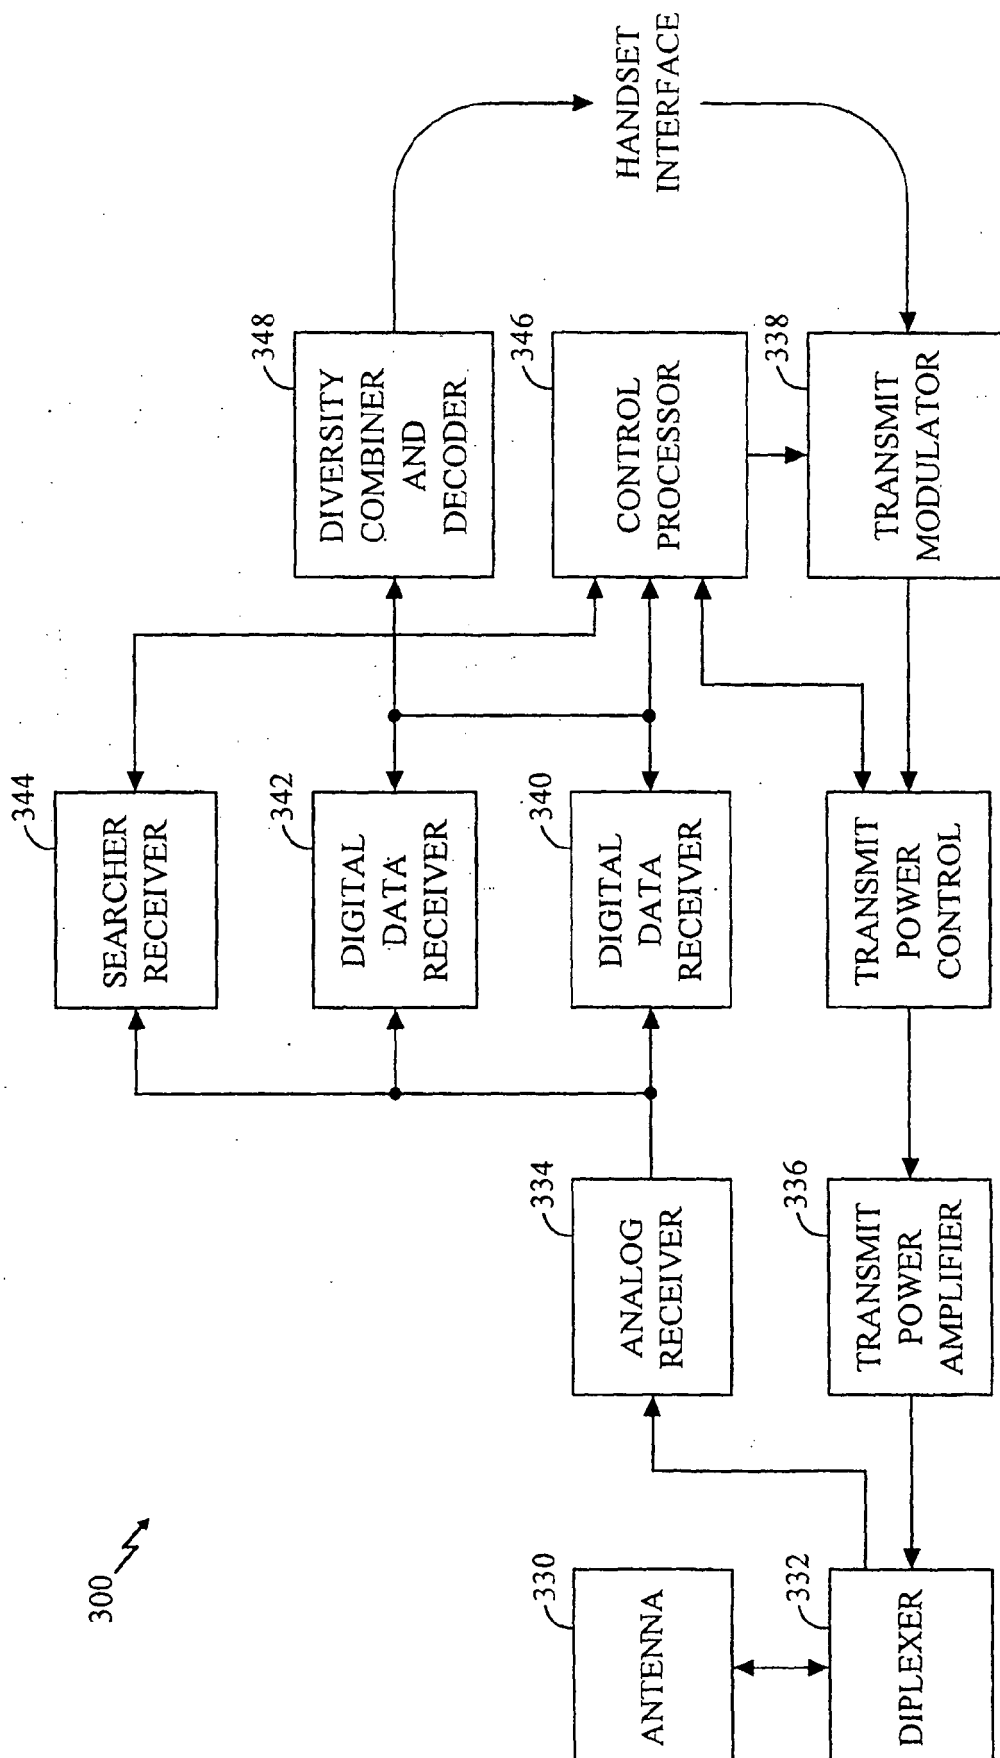 300
344
SEARCHER
RECEIVER
342
DIGITAL
DATA
RECEIVER
348
DIVERSITY
COMBINER
AND
DECODER
HANDSET
INTERFACE
330
ANTENNA
334
ANALOG
RECEIVER
340
DIGITAL
DATA
RECEIVER
346
CONTROL
PROCESSOR
332
DIPLEXER
336
TRANSMIT
POWER
AMPLIFIER
TRANSMIT
POWER
CONTROL
338
TRANSMIT
MODULATOR